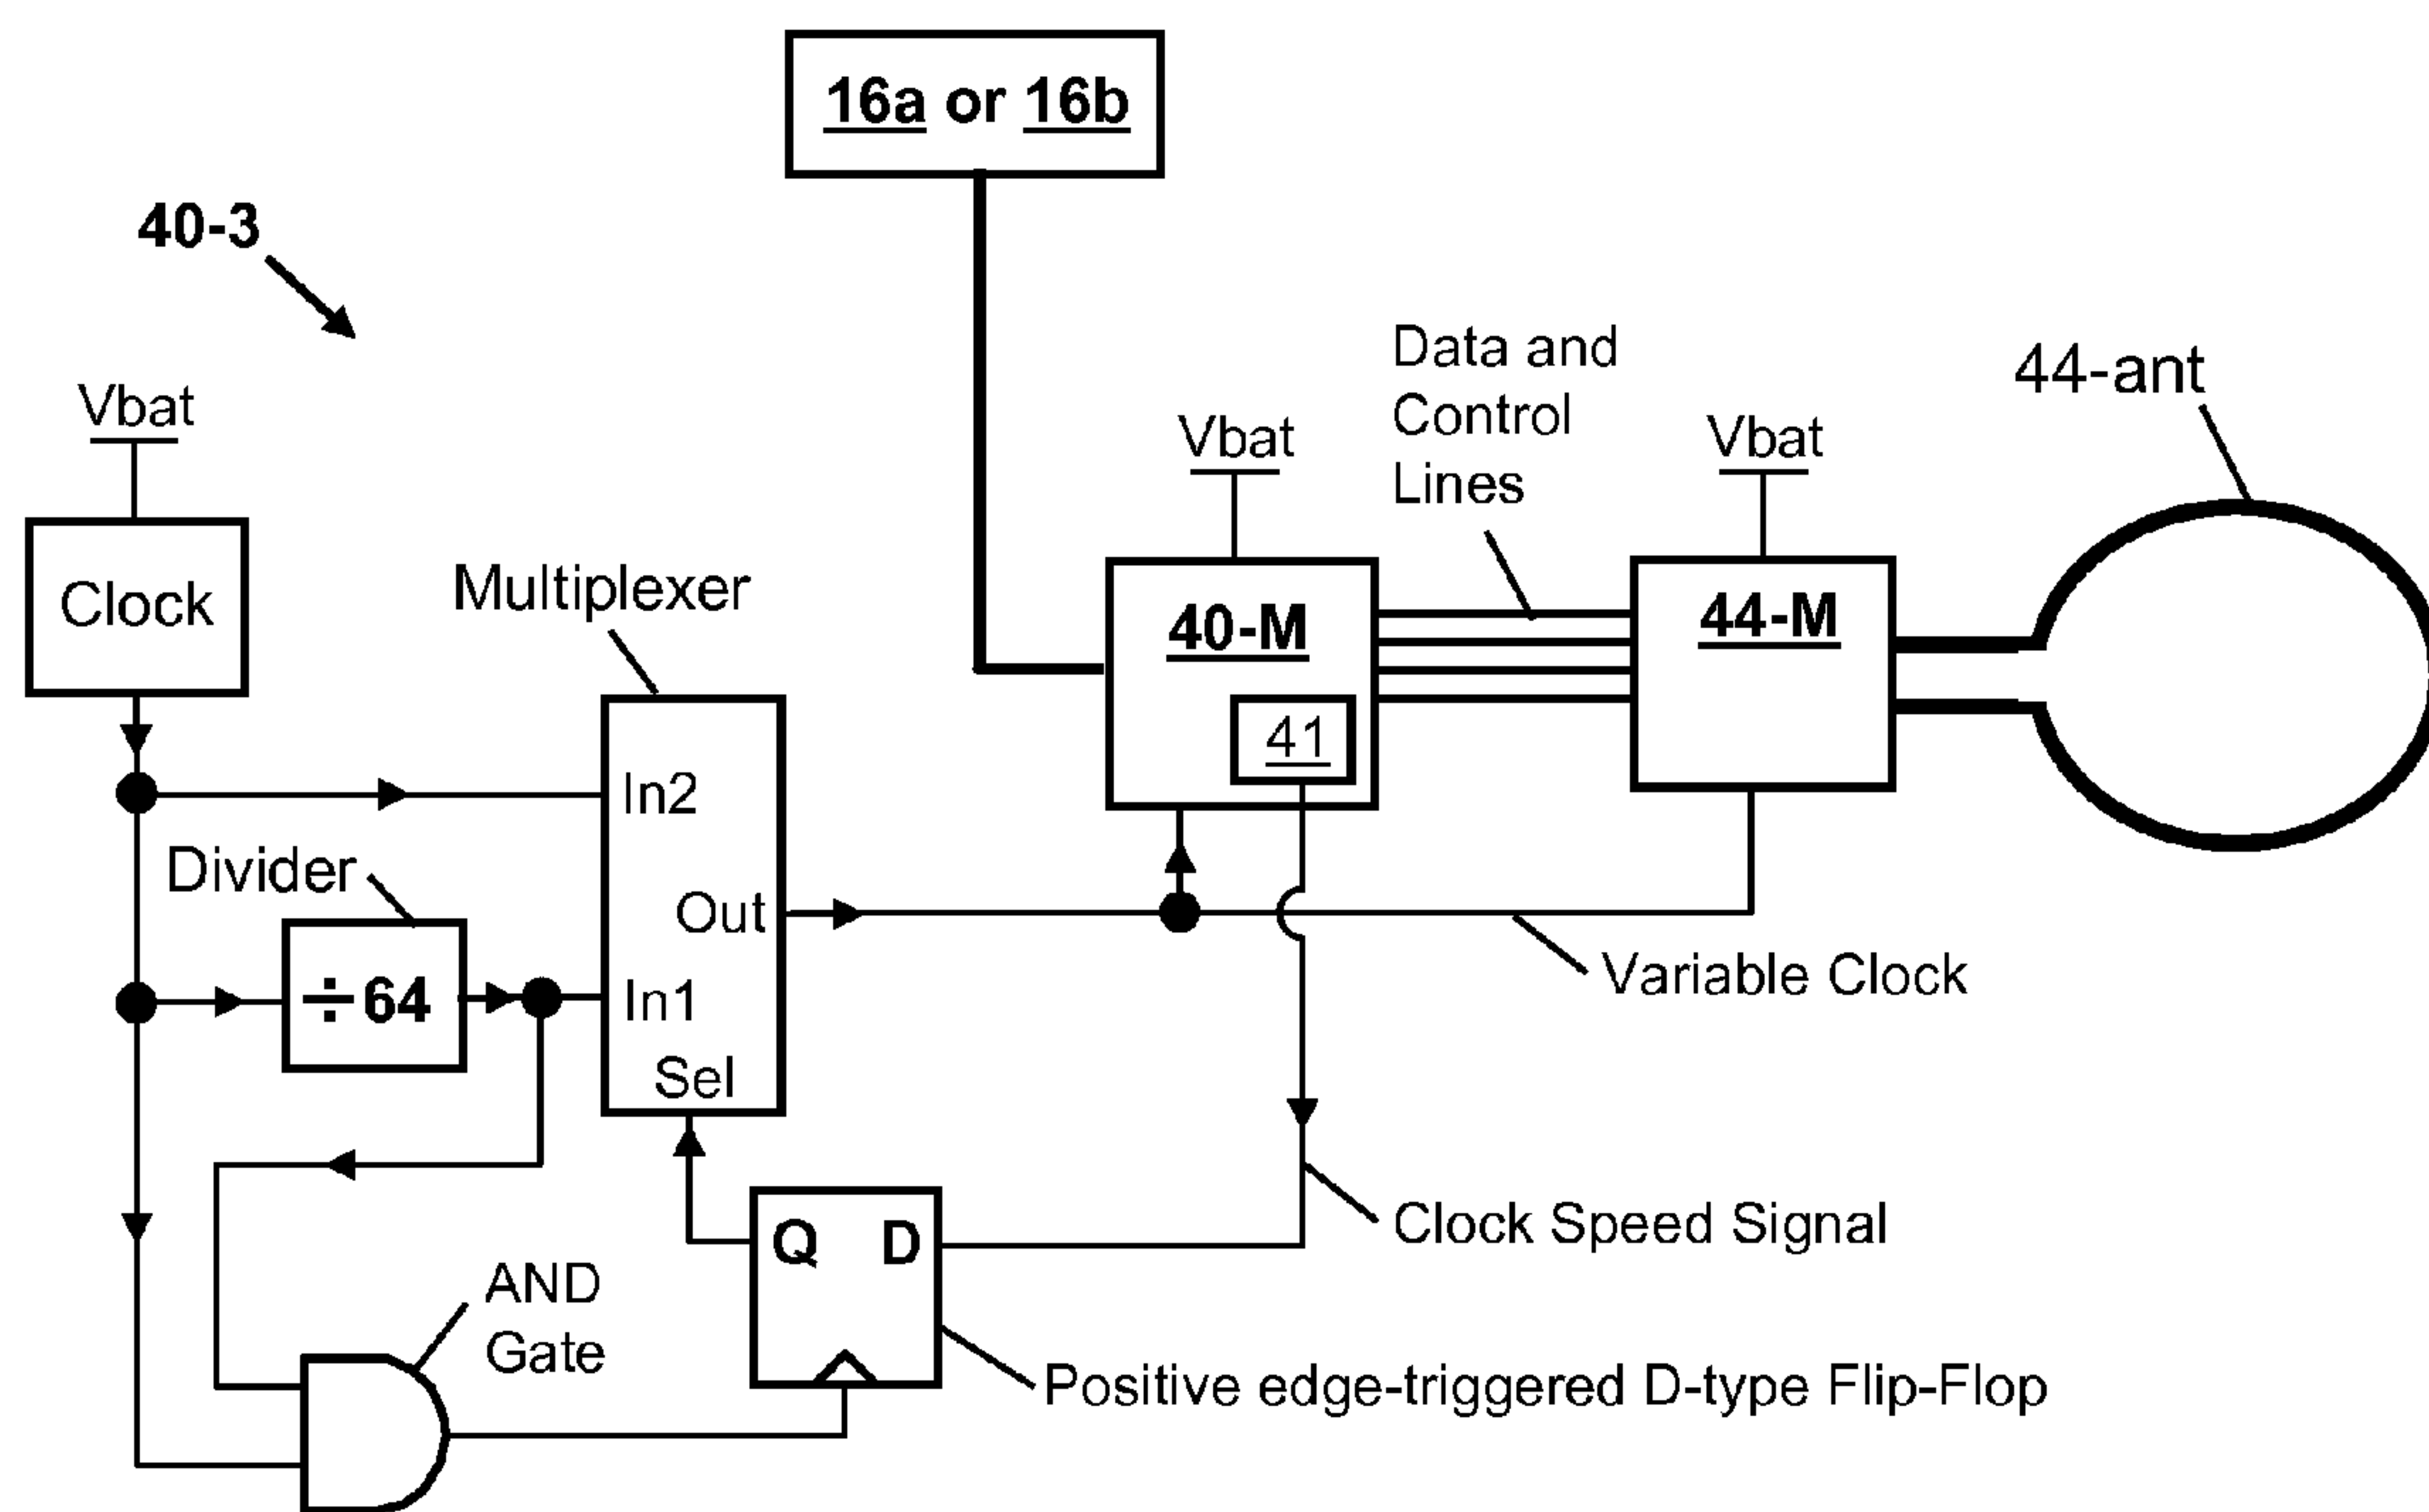 16a or 16b
40-3
Vbat
Clock
Multiplexer
Vbat
Data and
Control
Lines
Vbat
44-ant
40-M
41
44-M
In2
Out
In1
Sel
Divider
÷64
Variable Clock
Q D
Clock Speed Signal
AND
Gate
Positive edge-triggered D-type Flip-Flop